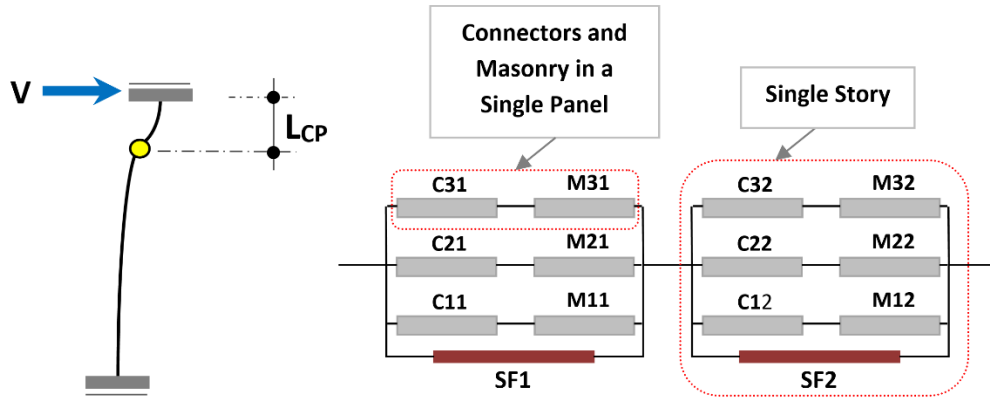 V
L_CP
Connectors and
Masonry in a
Single Panel
Single Story
C31 M31 C32 M32
C21 M21 C22 M22
C11 M11 C12 M12
SF1 SF2